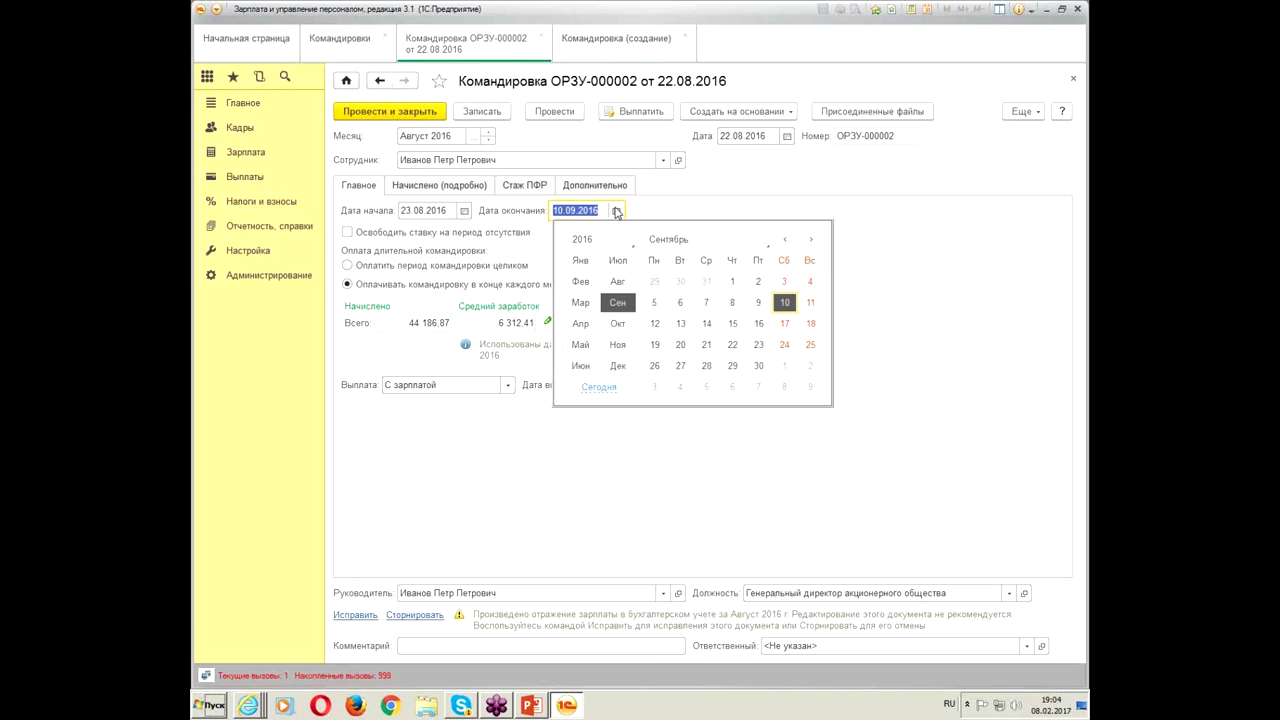 Зарплата и управление персоналом, редакция 3.1 (1С:Предприятие)
M M+ M-
Начальная страница
Командировки
Командировка ОРЗУ-000002
от 22.08.2016
Командировка (создание)
Командировка ОРЗУ-000002 от 22.08.2016
Главное
Кадры
Зарплата
Выплаты
Налоги и взносы
Отчетность, справки
Настройка
Администрирование
Провести и закрыть Записать Провести Выплатить Создать на основании Присоединенные файлы Еще ?
Месяц: Август 2016 ... Дата 22.08.2016 Номер: ОРЗУ-000002
Сотрудник: Иванов Петр Петрович
Главное Начислено (подробно) Стаж ПФР Дополнительно
Дата начала 23.08.2016 Дата окончания 10.09.2016
Освободить ставку на период отсутствия
Оплата длительной командировки:
Оплатить период командировки целиком
Оплачивать командировку в конце каждого ме
Начислено Средний заработок
Всего: 44 186,87 6 312,41
Использованы д
2016
Выплата: С зарплатой Дата в
2016 Сентябрь ‹ ›
Янв Июл Пн Вт Ср Чт Пт Сб Вс
Фев Авг 29 30 31 1 2 3 4
Мар Сен 5 6 7 8 9 10 11
Апр Окт 12 13 14 15 16 17 18
Май Ноя 19 20 21 22 23 24 25
Июн Дек 26 27 28 29 30 1 2
Сегодня 3 4 5 6 7 8 9
Руководитель: Иванов Петр Петрович Должность: Генеральный директор акционерного общества
Исправить Сторнировать Произведено отражение зарплаты в бухгалтерском учете за Август 2016 г. Редактирование этого документа не рекомендуется
Воспользуйтесь командой Исправить для исправления этого документа или Сторнировать для его отмены
Комментарий: Ответственный: <Не указан>
Текущие вызовы: 1 Накопленные вызовы: 999
Пуск
RU
19:04
08.02.2017